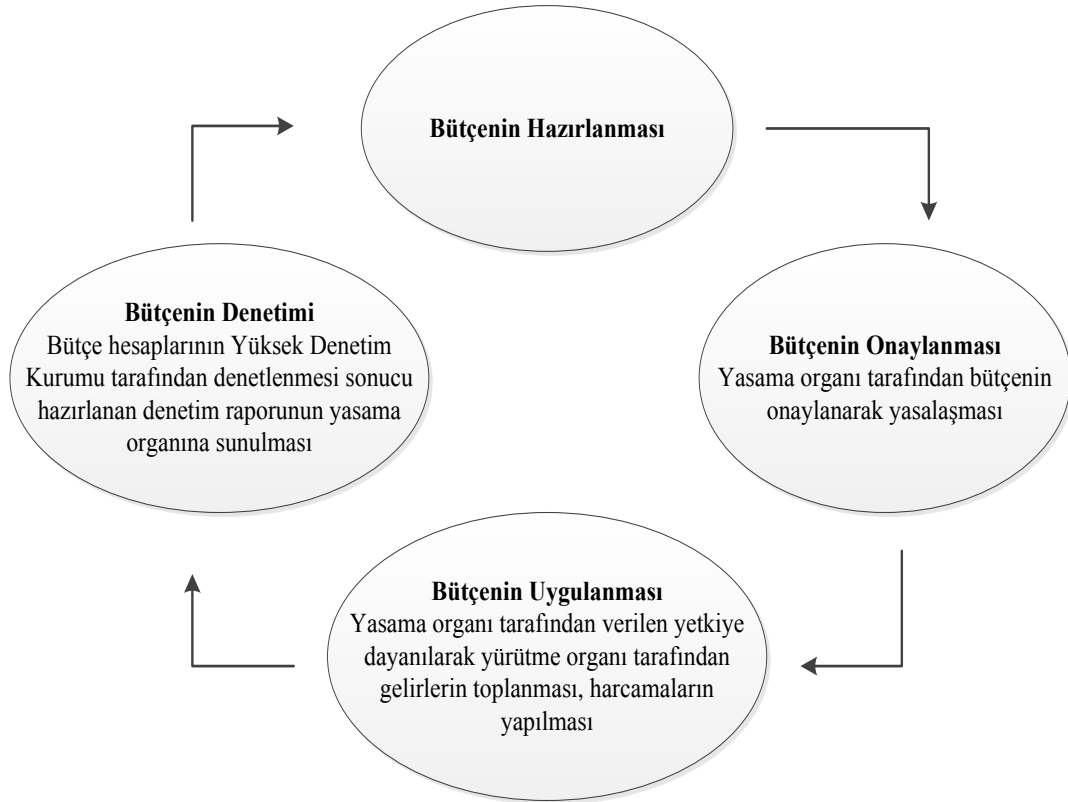 Bütçenin Hazırlanması
Bütçenin Denetimi
Bütçe hesaplarının Yüksek Denetim
Kurumu tarafından denetlenmesi sonucu
hazırlanan denetim raporunun yasama
organına sunulması
Bütçenin Onaylanması
Yasama organı tarafından bütçenin
onaylanarak yasalaşması
Bütçenin Uygulanması
Yasama organı tarafından verilen yetkiye
dayanılarak yürütme organı tarafından
gelirlerin toplanması, harcamaların
yapılması